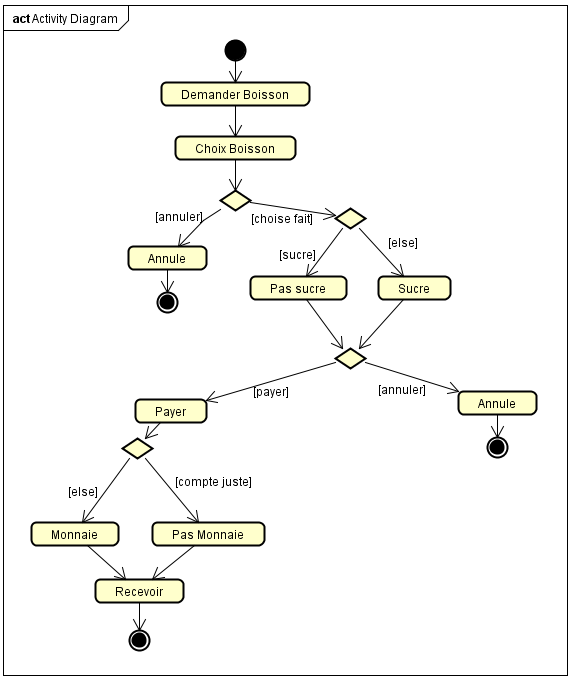 act Activity Diagram
Demander Boisson
Choix Boisson
[annuler]
[choise fait]
[sucre]
[else]
Annule
Pas sucre
Sucre
[payer]
[annuler]
Payer
Annule
[else]
[compte juste]
Monnaie
Pas Monnaie
Recevoir